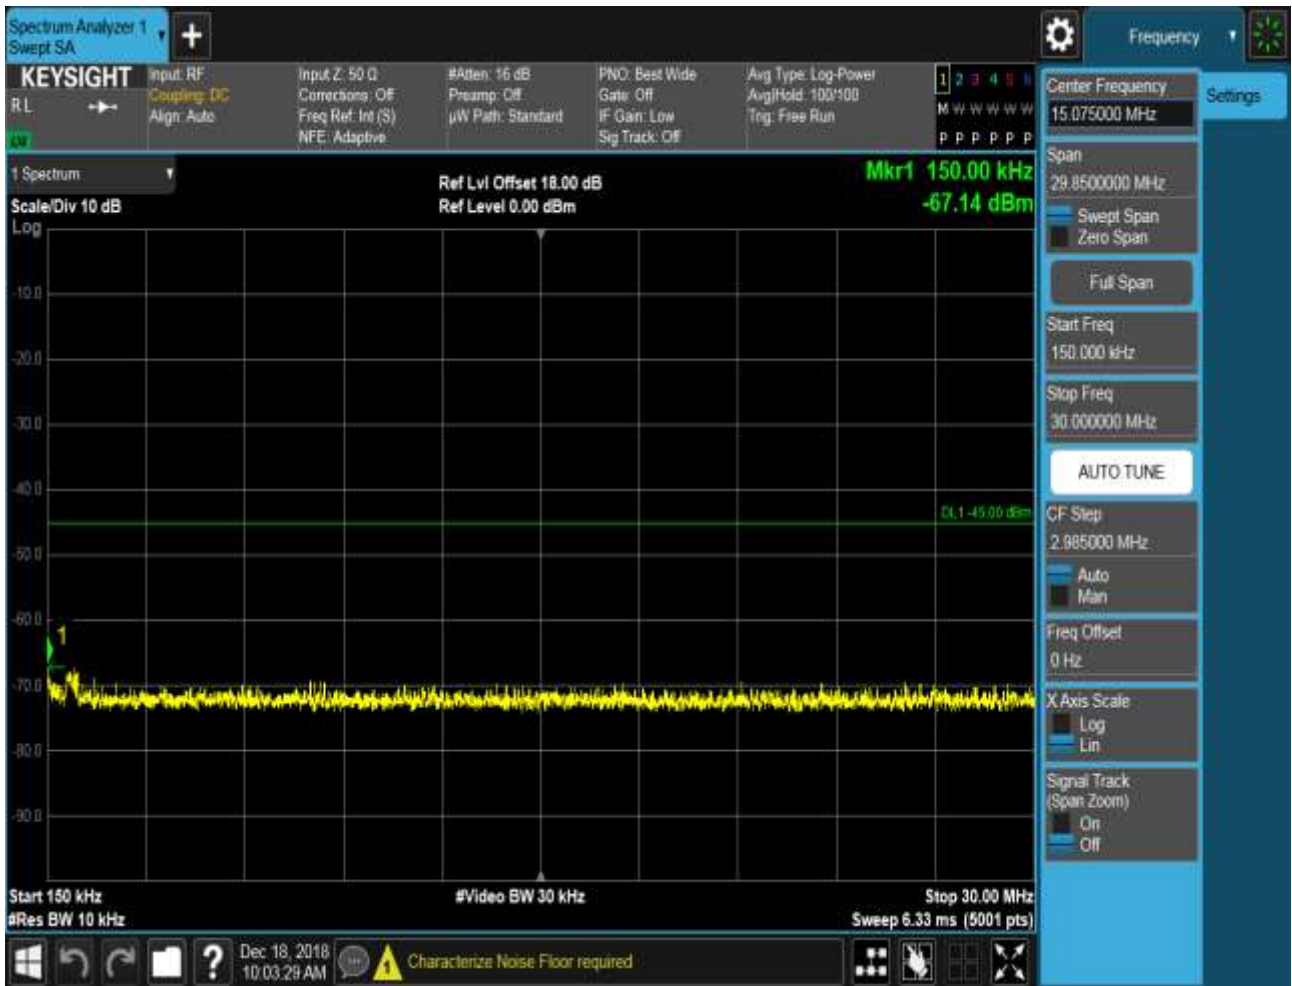 Spectrum Analyzer 1
Swept SA
Frequency
KEYSIGHT
RL
Input: RF
Coupling: DC
Align: Auto
Input Z: 50 Ω
Corrections: Off
Freq Ref: Int (S)
NFE: Adaptive
#Atten: 16 dB
Preamp: Off
µW Path: Standard
PNO: Best Wide
Gate: Off
IF Gain: Low
Sig Track: Off
Avg Type: Log-Power
Avg|Hold: 100/100
Trig: Free Run
1 2 3 4 5 6
M W W W W W
P P P P P P
Center Frequency
15.075000 MHz
Settings
Span
29.8500000 MHz
Swept Span
Zero Span
Full Span
Start Freq
150.000 kHz
Stop Freq
30.000000 MHz
AUTO TUNE
CF Step
2.985000 MHz
Auto
Man
Freq Offset
0 Hz
X Axis Scale
Log
Lin
Signal Track
(Span Zoom)
On
Off
1 Spectrum
Scale/Div 10 dB
Log
Ref Lvl Offset 18.00 dB
Ref Level 0.00 dBm
Mkr1 150.00 kHz
-67.14 dBm
-10.0
-20.0
-30.0
-40.0
DL1 -45.00 dBm
-50.0
-60.0
1
-70.0
-80.0
-90.0
Start 150 kHz
#Video BW 30 kHz
Stop 30.00 MHz
#Res BW 10 kHz
Sweep 6.33 ms (5001 pts)
?
Dec 18, 2018
10:03:29 AM
1
Characterize Noise Floor required